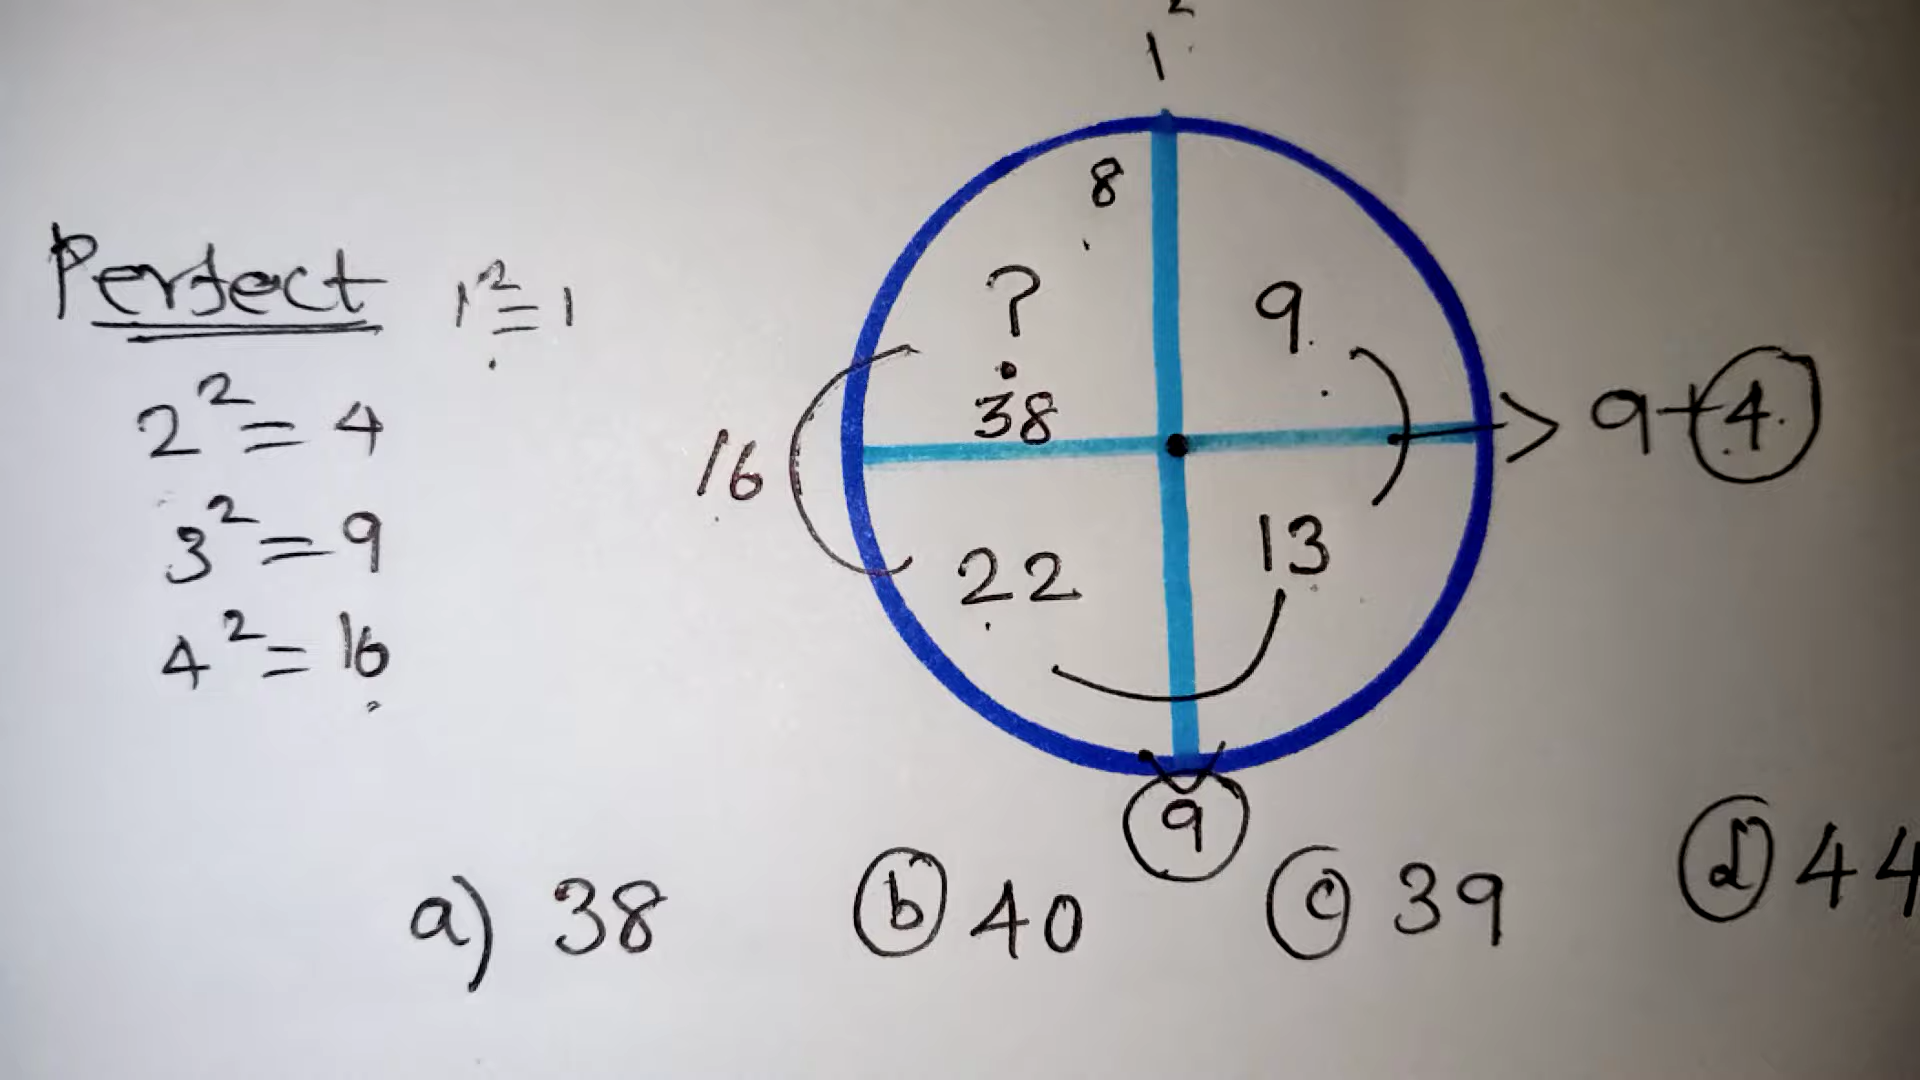 1²
8
Perfect 1² = 1
? 9
2² = 4
38
9+4
16
3² = 9
22 13
4² = 16
9
a) 38 b 40 c 39 d 44